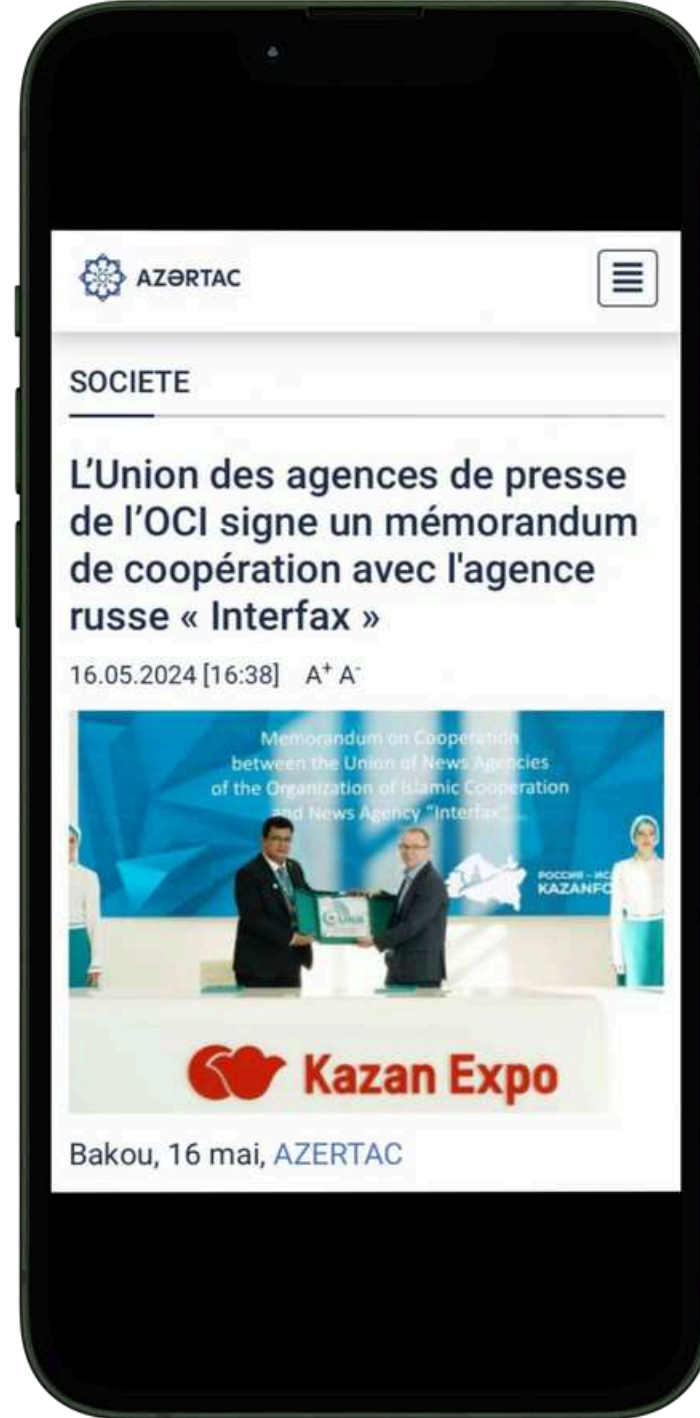 AZƏRTAC
SOCIETE
L’Union des agences de presse
de l’OCI signe un mémorandum
de coopération avec l'agence
russe « Interfax »
16.05.2024 [16:38] A⁺ A⁻
Memorandum on Cooperation
between the Union of News Agencies
of the Organization of Islamic Cooperation
and News Agency "Interfax"
РОССИЯ –
KAZANFO
UNA
Kazan Expo
Bakou, 16 mai, AZERTAC